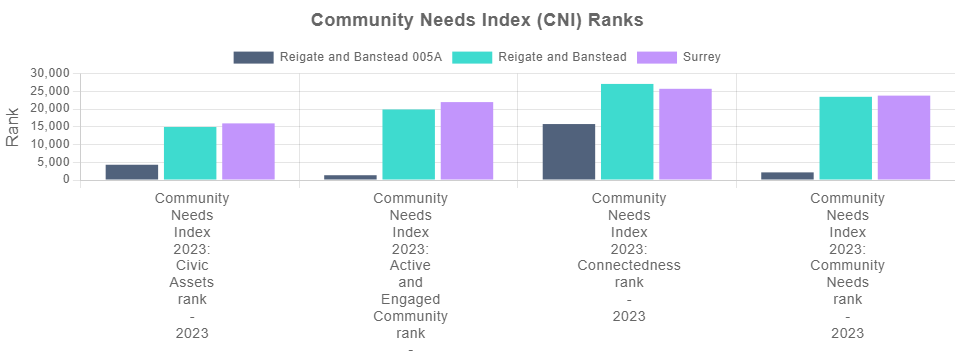 Community Needs Index (CNI) Ranks
Reigate and Banstead 005A
Reigate and Banstead
Surrey
Rank
30,000
25,000
20,000
15,000
10,000
5,000
0
Community
Needs
Index
2023:
Civic
Assets
rank
-
2023
Community
Needs
Index
2023:
Active
and
Engaged
Community
rank
-
Community
Needs
Index
2023:
Connectedness
rank
-
2023
Community
Needs
Index
2023:
Community
Needs
rank
-
2023